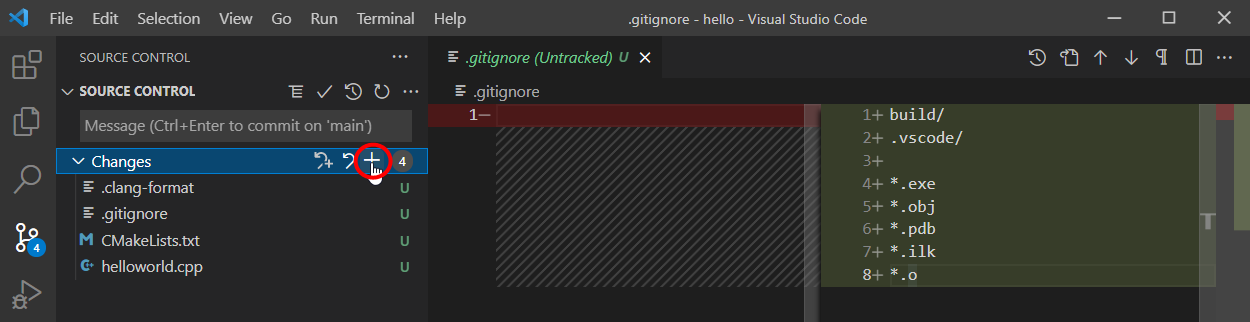 File Edit Selection View Go Run Terminal Help .gitignore - hello - Visual Studio Code
SOURCE CONTROL
SOURCE CONTROL
Message (Ctrl+Enter to commit on 'main')
Changes 4
.clang-format U
.gitignore U
CMakeLists.txt U
helloworld.cpp U
4
.gitignore (Untracked) U
.gitignore
1−
1+ build/
2+ .vscode/
3+
4+ *.exe
5+ *.obj
6+ *.pdb
7+ *.ilk
8+ *.o